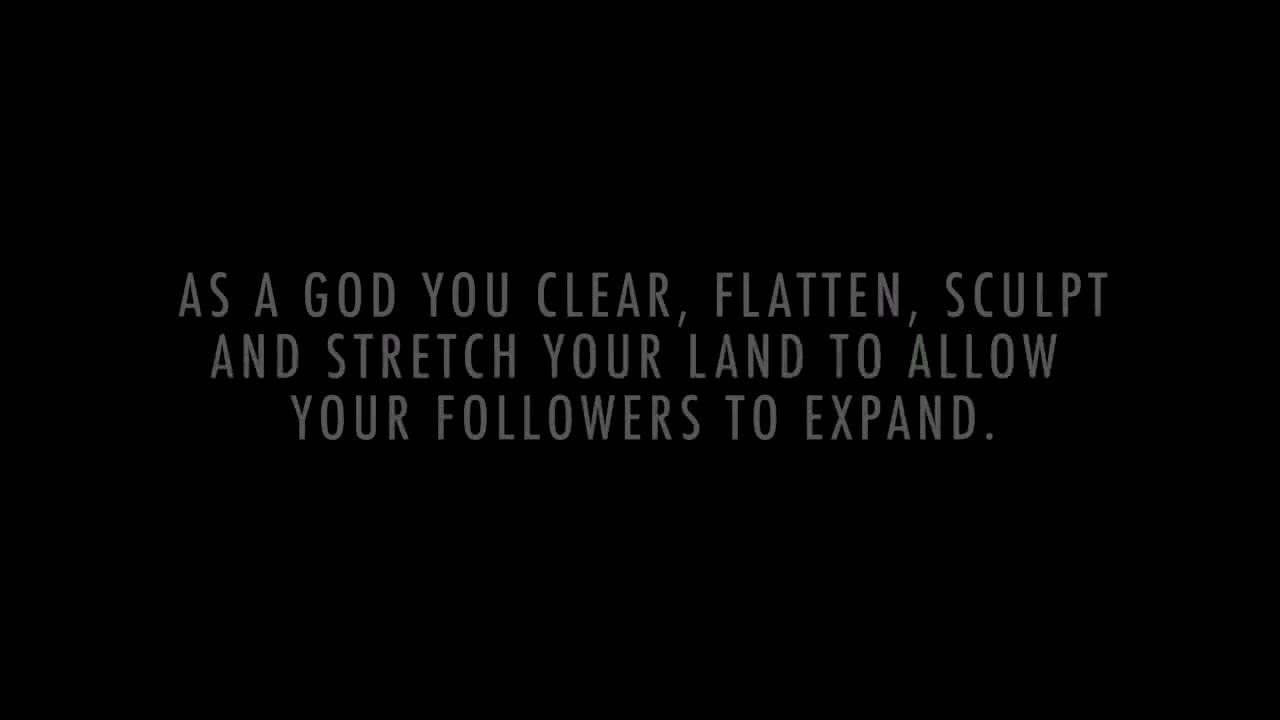 AS A GOD YOU CLEAR, FLATTEN, SCULPT
AND STRETCH YOUR LAND TO ALLOW
YOUR FOLLOWERS TO EXPAND.